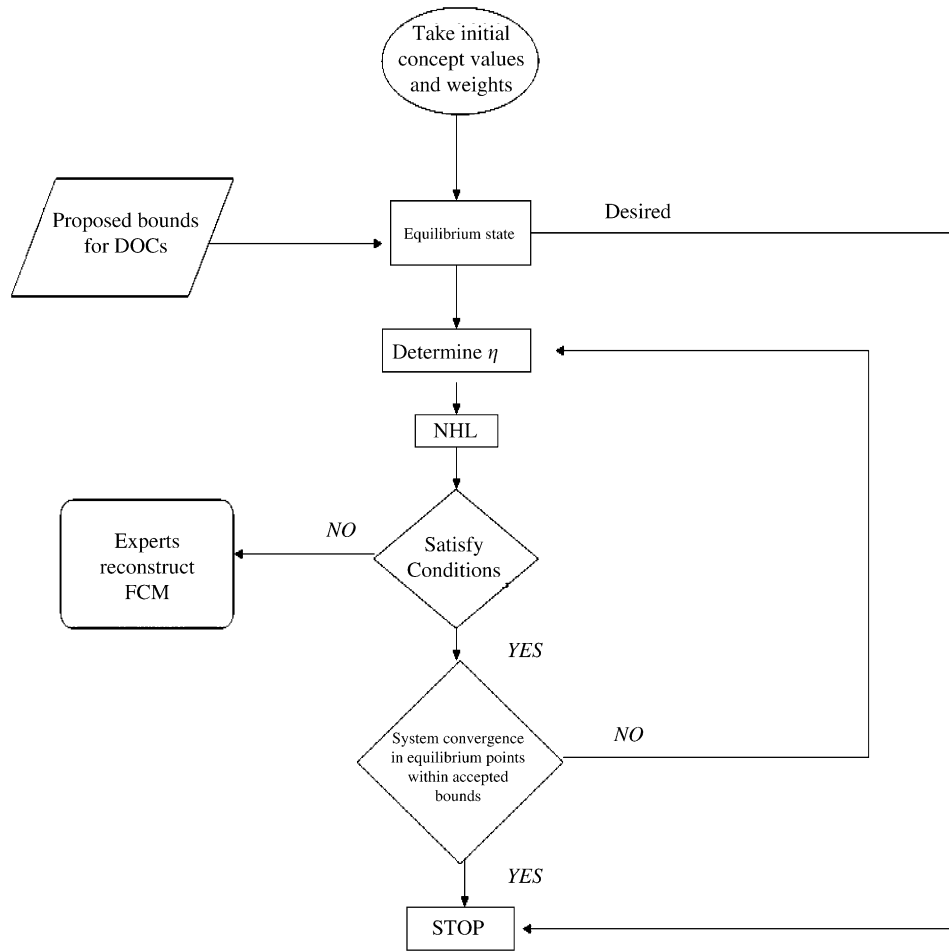 Take initial
concept values
and weights
Proposed bounds
for DOCs
Equilibrium state
Desired
Determine η
NHL
NO
Satisfy
Conditions
Experts
reconstruct
FCM
YES
System convergence
in equilibrium points
within accepted
bounds
NO
YES
STOP